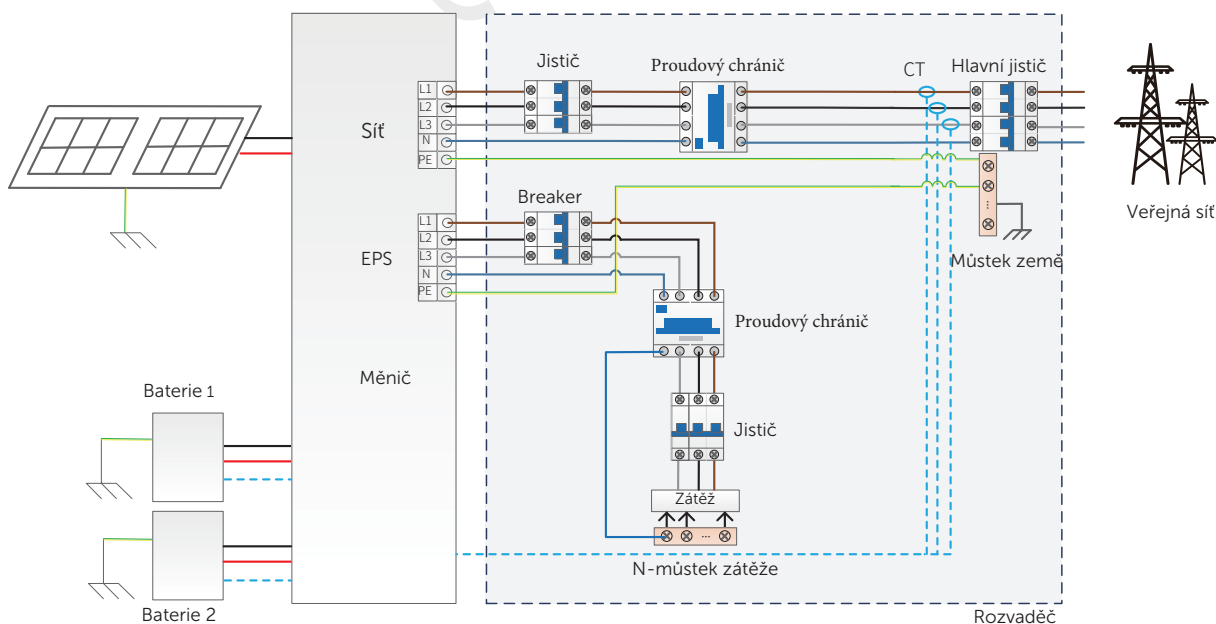 Jistič
Proudový chránič
CT
Hlavní jistič
Síť
L1
L2
L3
N
PE
Veřejná síť
Breaker
EPS
L1
L2
L3
N
PE
...
Můstek země
Proudový chránič
Měnič
Baterie 1
Jistič
Zátěž
...
N-můstek zátěže
Baterie 2
Rozvaděč